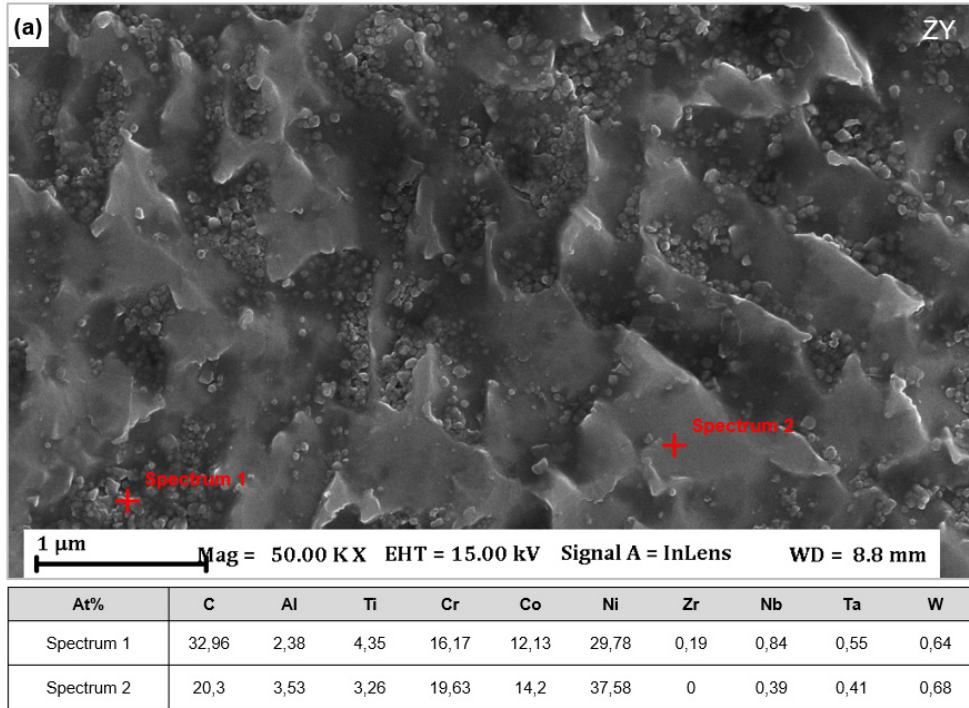 (a) ZY
Spectrum 2
Spectrum 1
1 µm Mag = 50.00 K X EHT = 15.00 kV Signal A = InLens WD = 8.8 mm
At% C Al Ti Cr Co Ni Zr Nb Ta W
Spectrum 1 32,96 2,38 4,35 16,17 12,13 29,78 0,19 0,84 0,55 0,64
Spectrum 2 20,3 3,53 3,26 19,63 14,2 37,58 0 0,39 0,41 0,68